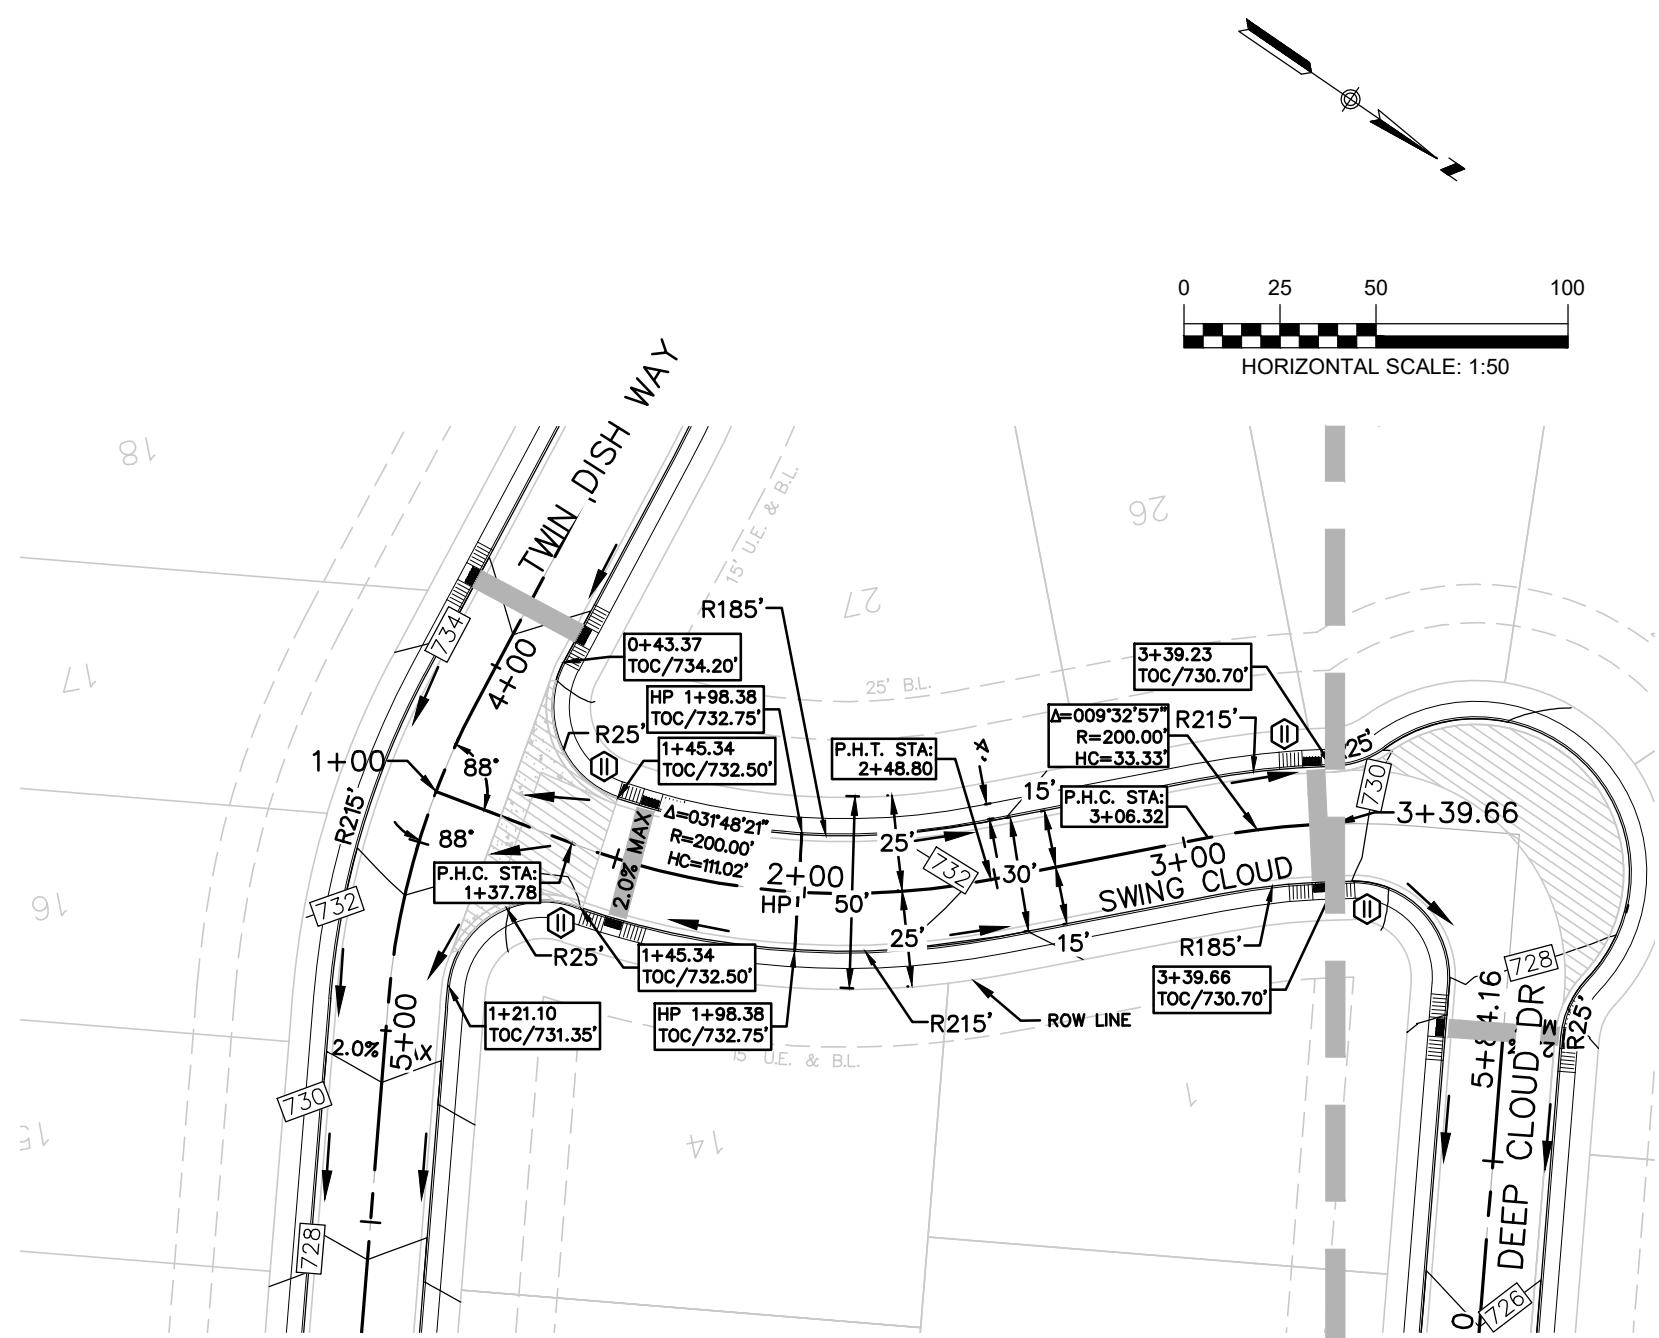 N
0 25 50 100
HORIZONTAL SCALE: 1:50
TWIN DISH WAY
18
26
15' U.E. & B.L.
27
17
734
4+00
R185'
0+43.37
TOC/734.20'
3+39.23
TOC/730.70'
25' B.L.
HP 1+98.38
TOC/732.75'
R25'
1+45.34
TOC/732.50'
P.H.T. STA:
2+48.80
4'
Δ=009°32'57"
R=200.00'
HC=33.33'
R215'
25'
1+00
88°
88°
R215'
15'
P.H.C. STA:
3+06.32
730
3+39.66
Δ=031°48'21"
R=200.00'
HC=111.02'
2.0% MAX
25'
732
30'
3+00
SWING CLOUD
P.H.C. STA:
1+37.78
2+00
HP
50'
16
732
25'
15'
R185'
R25'
1+45.34
TOC/732.50'
3+39.66
TOC/730.70'
728
1+21.10
TOC/731.35'
HP 1+98.38
TOC/732.75'
R215'
ROW LINE
5+00
2.0%
R25'
15' U.E. & B.L.
730
1
15
14
DEEP CLOUD DR
728
726
0